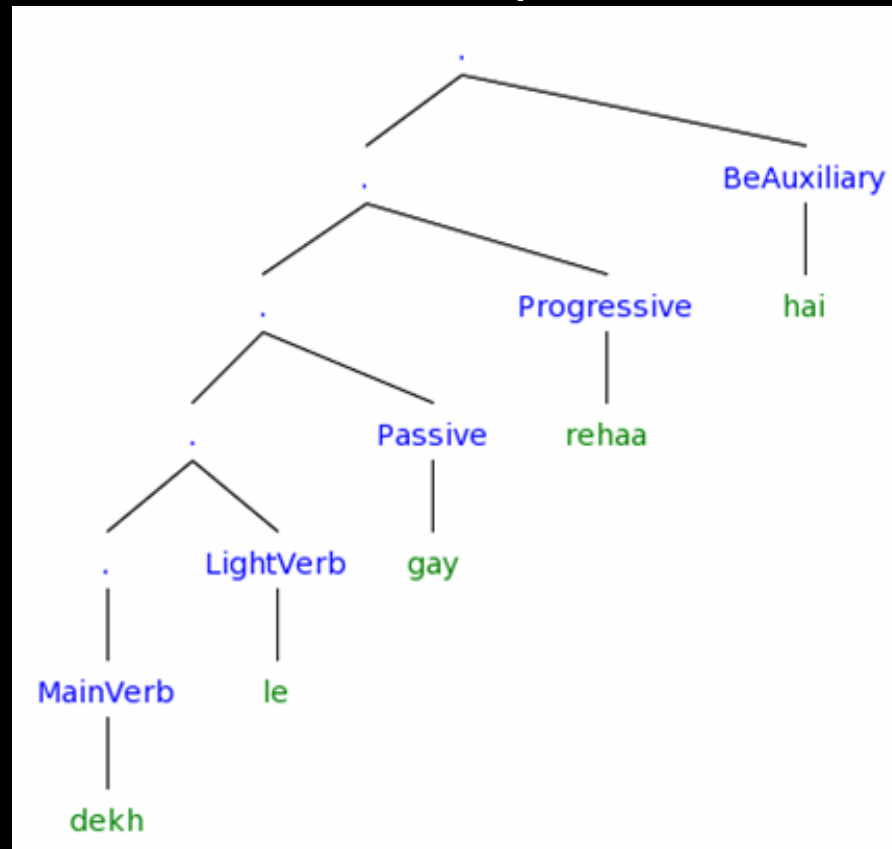 .
.
BeAuxiliary
.
Progressive
hai
.
Passive
rehaa
.
LightVerb
gay
MainVerb
le
dekh